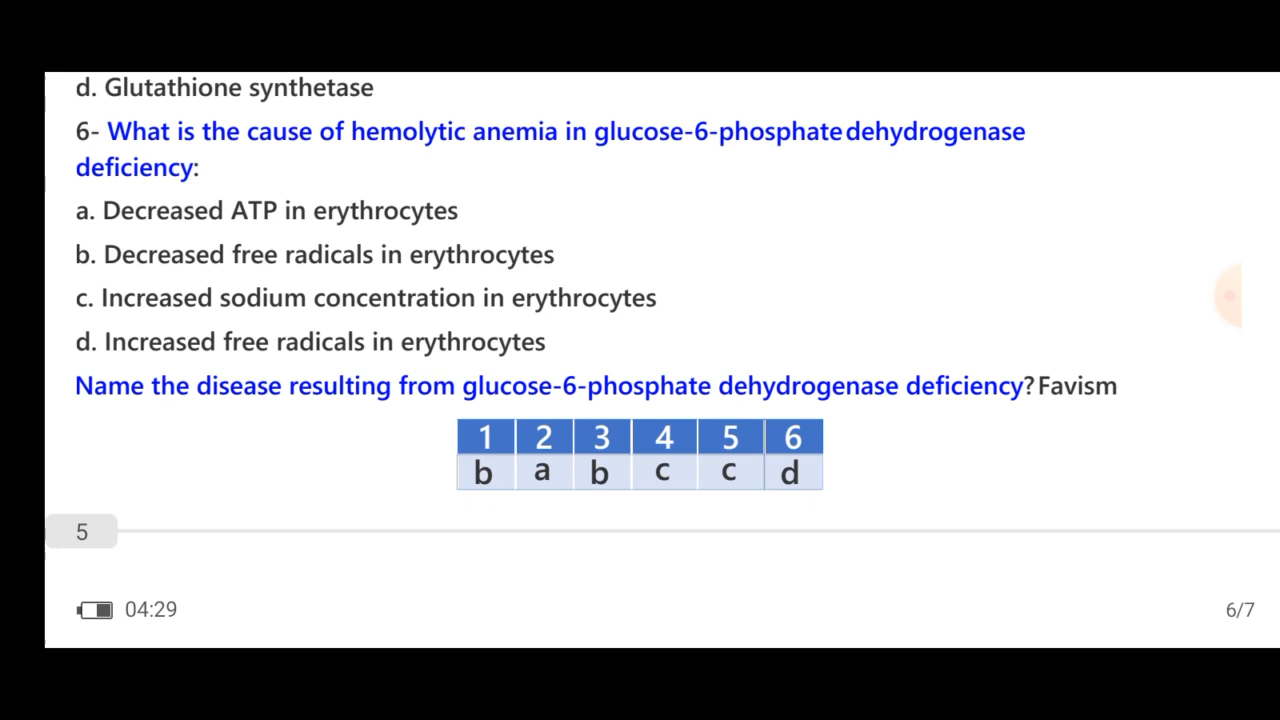 d. Glutathione synthetase
6- What is the cause of hemolytic anemia in glucose-6-phosphate dehydrogenase
deficiency:
a. Decreased ATP in erythrocytes
b. Decreased free radicals in erythrocytes
c. Increased sodium concentration in erythrocytes
d. Increased free radicals in erythrocytes
Name the disease resulting from glucose-6-phosphate dehydrogenase deficiency? Favism
1 2 3 4 5 6
b a b c c d
5
04:29 6/7